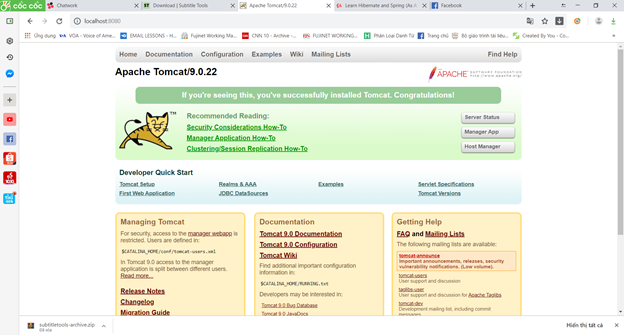 cốc cốc
Chatwork
Download | Subtitle Tools
Apache Tomcat/9.0.22
Learn Hibernate and Spring (As A
Facebook
localhost:8080
Ứng dụng
VOA - Voice of Ame...
EMAIL LESSONS - H...
Fujinet Working Ma...
CNN 10 - Archive -...
FUJINET WORKING...
Phân Loại Danh Từ
Trang chủ
Bộ giáo trình tài liệu...
Created By You - Co...
Home Documentation Configuration Examples Wiki Mailing Lists Find Help
Apache Tomcat/9.0.22
APACHE
SOFTWARE FOUNDATION
http://www.apache.org/
If you're seeing this, you've successfully installed Tomcat. Congratulations!
TM
Recommended Reading:
Security Considerations How-To
Manager Application How-To
Clustering/Session Replication How-To
Server Status
Manager App
Host Manager
Developer Quick Start
Tomcat Setup
First Web Application
Realms & AAA
JDBC DataSources
Examples
Servlet Specifications
Tomcat Versions
Managing Tomcat
For security, access to the manager webapp is
restricted. Users are defined in:
$CATALINA_HOME/conf/tomcat-users.xml
In Tomcat 9.0 access to the manager
application is split between different users.
Read more...
Release Notes
Changelog
Migration Guide
Documentation
Tomcat 9.0 Documentation
Tomcat 9.0 Configuration
Tomcat Wiki
Find additional important configuration
information in:
$CATALINA_HOME/RUNNING.txt
Developers may be interested in:
Tomcat 9.0 Bug Database
Tomcat 9.0 JavaDocs
Getting Help
FAQ and Mailing Lists
The following mailing lists are available:
tomcat-announce
Important announcements, releases, security
vulnerability notifications. (Low volume).
tomcat-users
User support and discussion
taglibs-user
User support and discussion for Apache Taglibs
tomcat-dev
Development mailing list, including commit
subtitletools-archive.zip
Đã xóa
Hiển thị tất cả